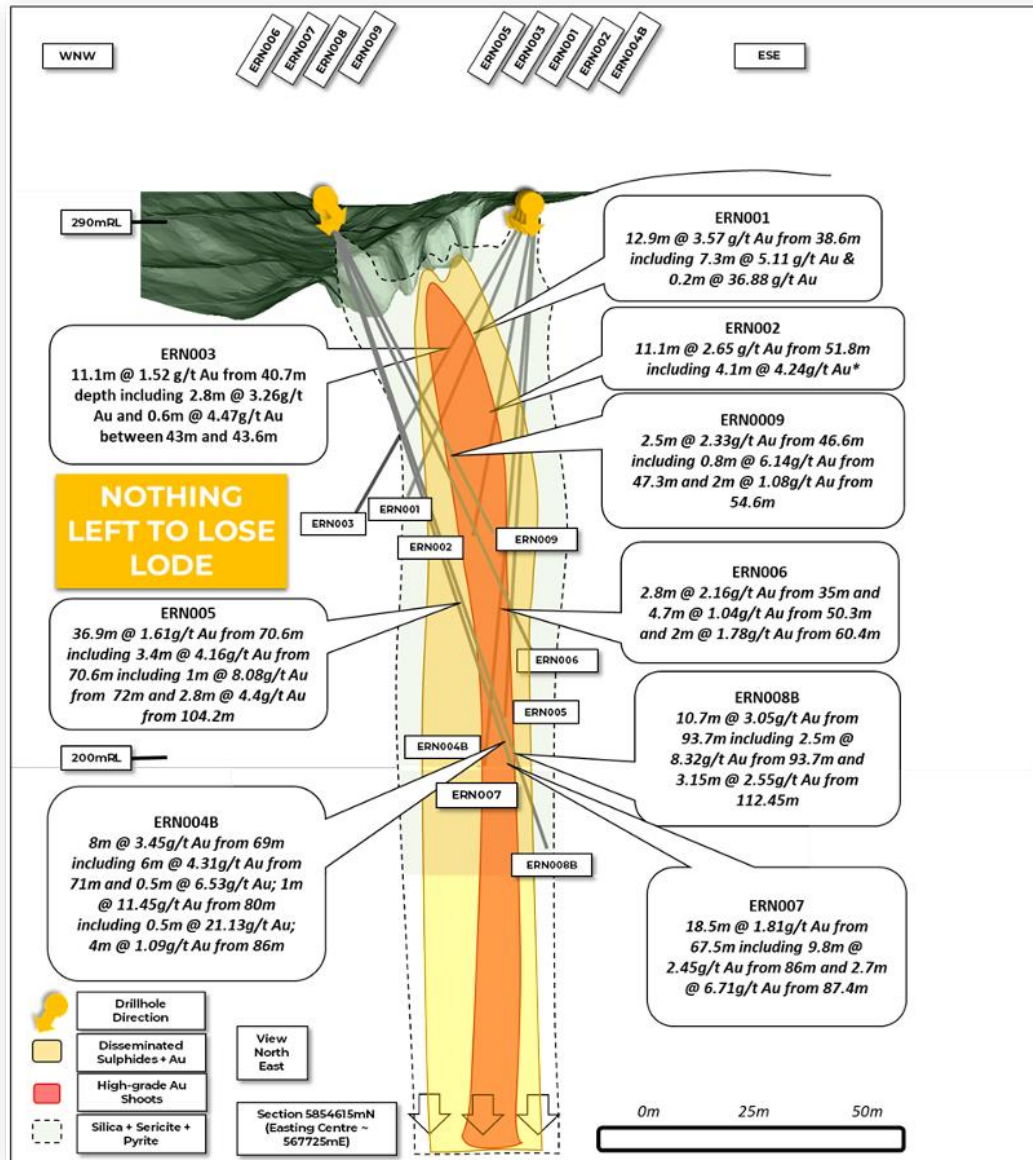 WNW
ERN006
ERN007
ERN008
ERN009
ERN005
ERN003
ERN001
ERN002
ERN004B
ESE
290mRL
ERN001
12.9m @ 3.57 g/t Au from 38.6m
including 7.3m @ 5.11 g/t Au &
0.2m @ 36.88 g/t Au
ERN002
11.1m @ 2.65 g/t Au from 51.8m
including 4.1m @ 4.24g/t Au*
ERN003
11.1m @ 1.52 g/t Au from 40.7m
depth including 2.8m @ 3.26g/t
Au and 0.6m @ 4.47g/t Au
between 43m and 43.6m
ERN0009
2.5m @ 2.33g/t Au from 46.6m
including 0.8m @ 6.14g/t Au from
47.3m and 2m @ 1.08g/t Au from
54.6m
NOTHING
LEFT TO LOSE
LODE
ERN003
ERN001
ERN002
ERN009
ERN006
2.8m @ 2.16g/t Au from 35m and
4.7m @ 1.04g/t Au from 50.3m
and 2m @ 1.78g/t Au from 60.4m
ERN005
36.9m @ 1.61g/t Au from 70.6m
including 3.4m @ 4.16g/t Au from
70.6m including 1m @ 8.08g/t Au
from 72m and 2.8m @ 4.4g/t Au
from 104.2m
ERN006
ERN005
ERN004B
ERN007
ERN008B
ERN008B
10.7m @ 3.05g/t Au from
93.7m including 2.5m @
8.32g/t Au from 93.7m and
3.15m @ 2.55g/t Au from
112.45m
200mRL
ERN004B
8m @ 3.45g/t Au from 69m
including 6m @ 4.31g/t Au from
71m and 0.5m @ 6.53g/t Au; 1m
@ 11.45g/t Au from 80m
including 0.5m @ 21.13g/t Au;
4m @ 1.09g/t Au from 86m
ERN007
18.5m @ 1.81g/t Au from
67.5m including 9.8m @
2.45g/t Au from 86m and 2.7m
@ 6.71g/t Au from 87.4m
Drillhole
Direction
Disseminated
Sulphides + Au
High-grade Au
Shoots
Silica + Sericite +
Pyrite
View
North
East
Section 5854615mN
(Easting Centre ~
567725mE)
0m
25m
50m